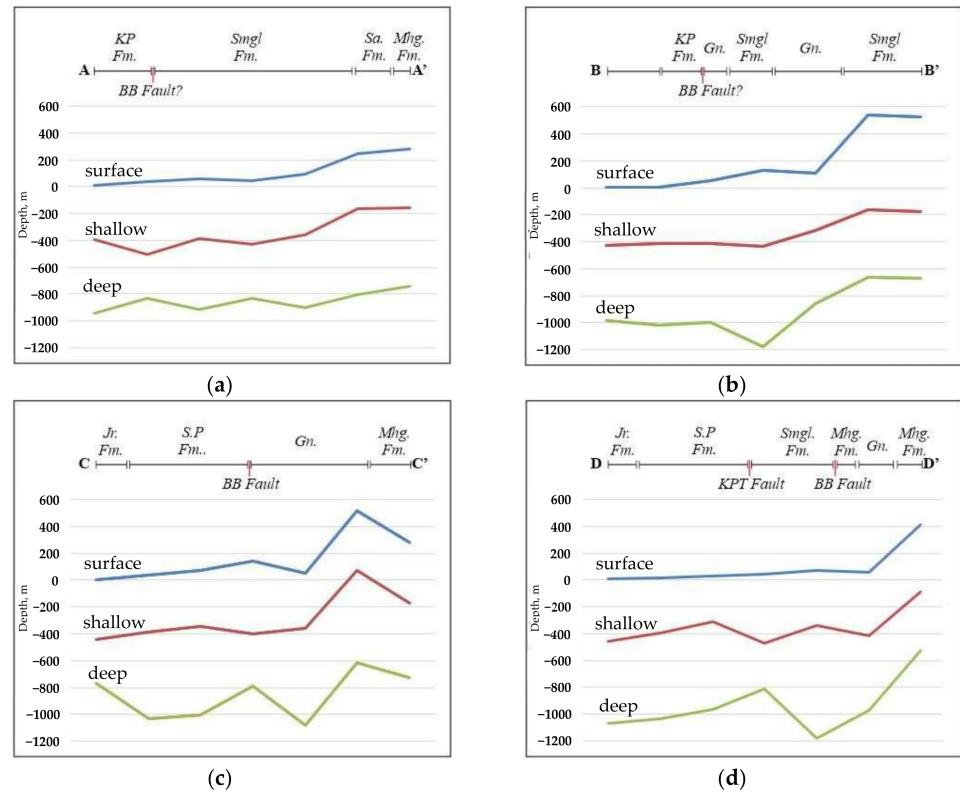 (a)
KP Fm.
Smgl Fm.
Sa. Fm.
Mhg. Fm.
A A'
BB Fault?
600
400
200
0
−200
−400
−600
−800
−1000
−1200
Depth, m
surface
shallow
deep
(b)
KP Fm.
Gn.
Smgl Fm.
Gn.
Smgl Fm.
B B'
BB Fault?
600
400
200
0
−200
−400
−600
−800
−1000
−1200
Depth, m
surface
shallow
deep
(c)
Jr. Fm.
S.P Fm..
Gn.
Mhg. Fm.
C C'
BB Fault
600
400
200
0
−200
−400
−600
−800
−1000
−1200
Depth, m
surface
shallow
deep
(d)
Jr. Fm.
S.P Fm.
Smgl. Fm.
Mhg. Fm.
Gn.
Mhg. Fm.
D D'
KPT Fault
BB Fault
600
400
200
0
−200
−400
−600
−800
−1000
−1200
Depth, m
surface
shallow
deep